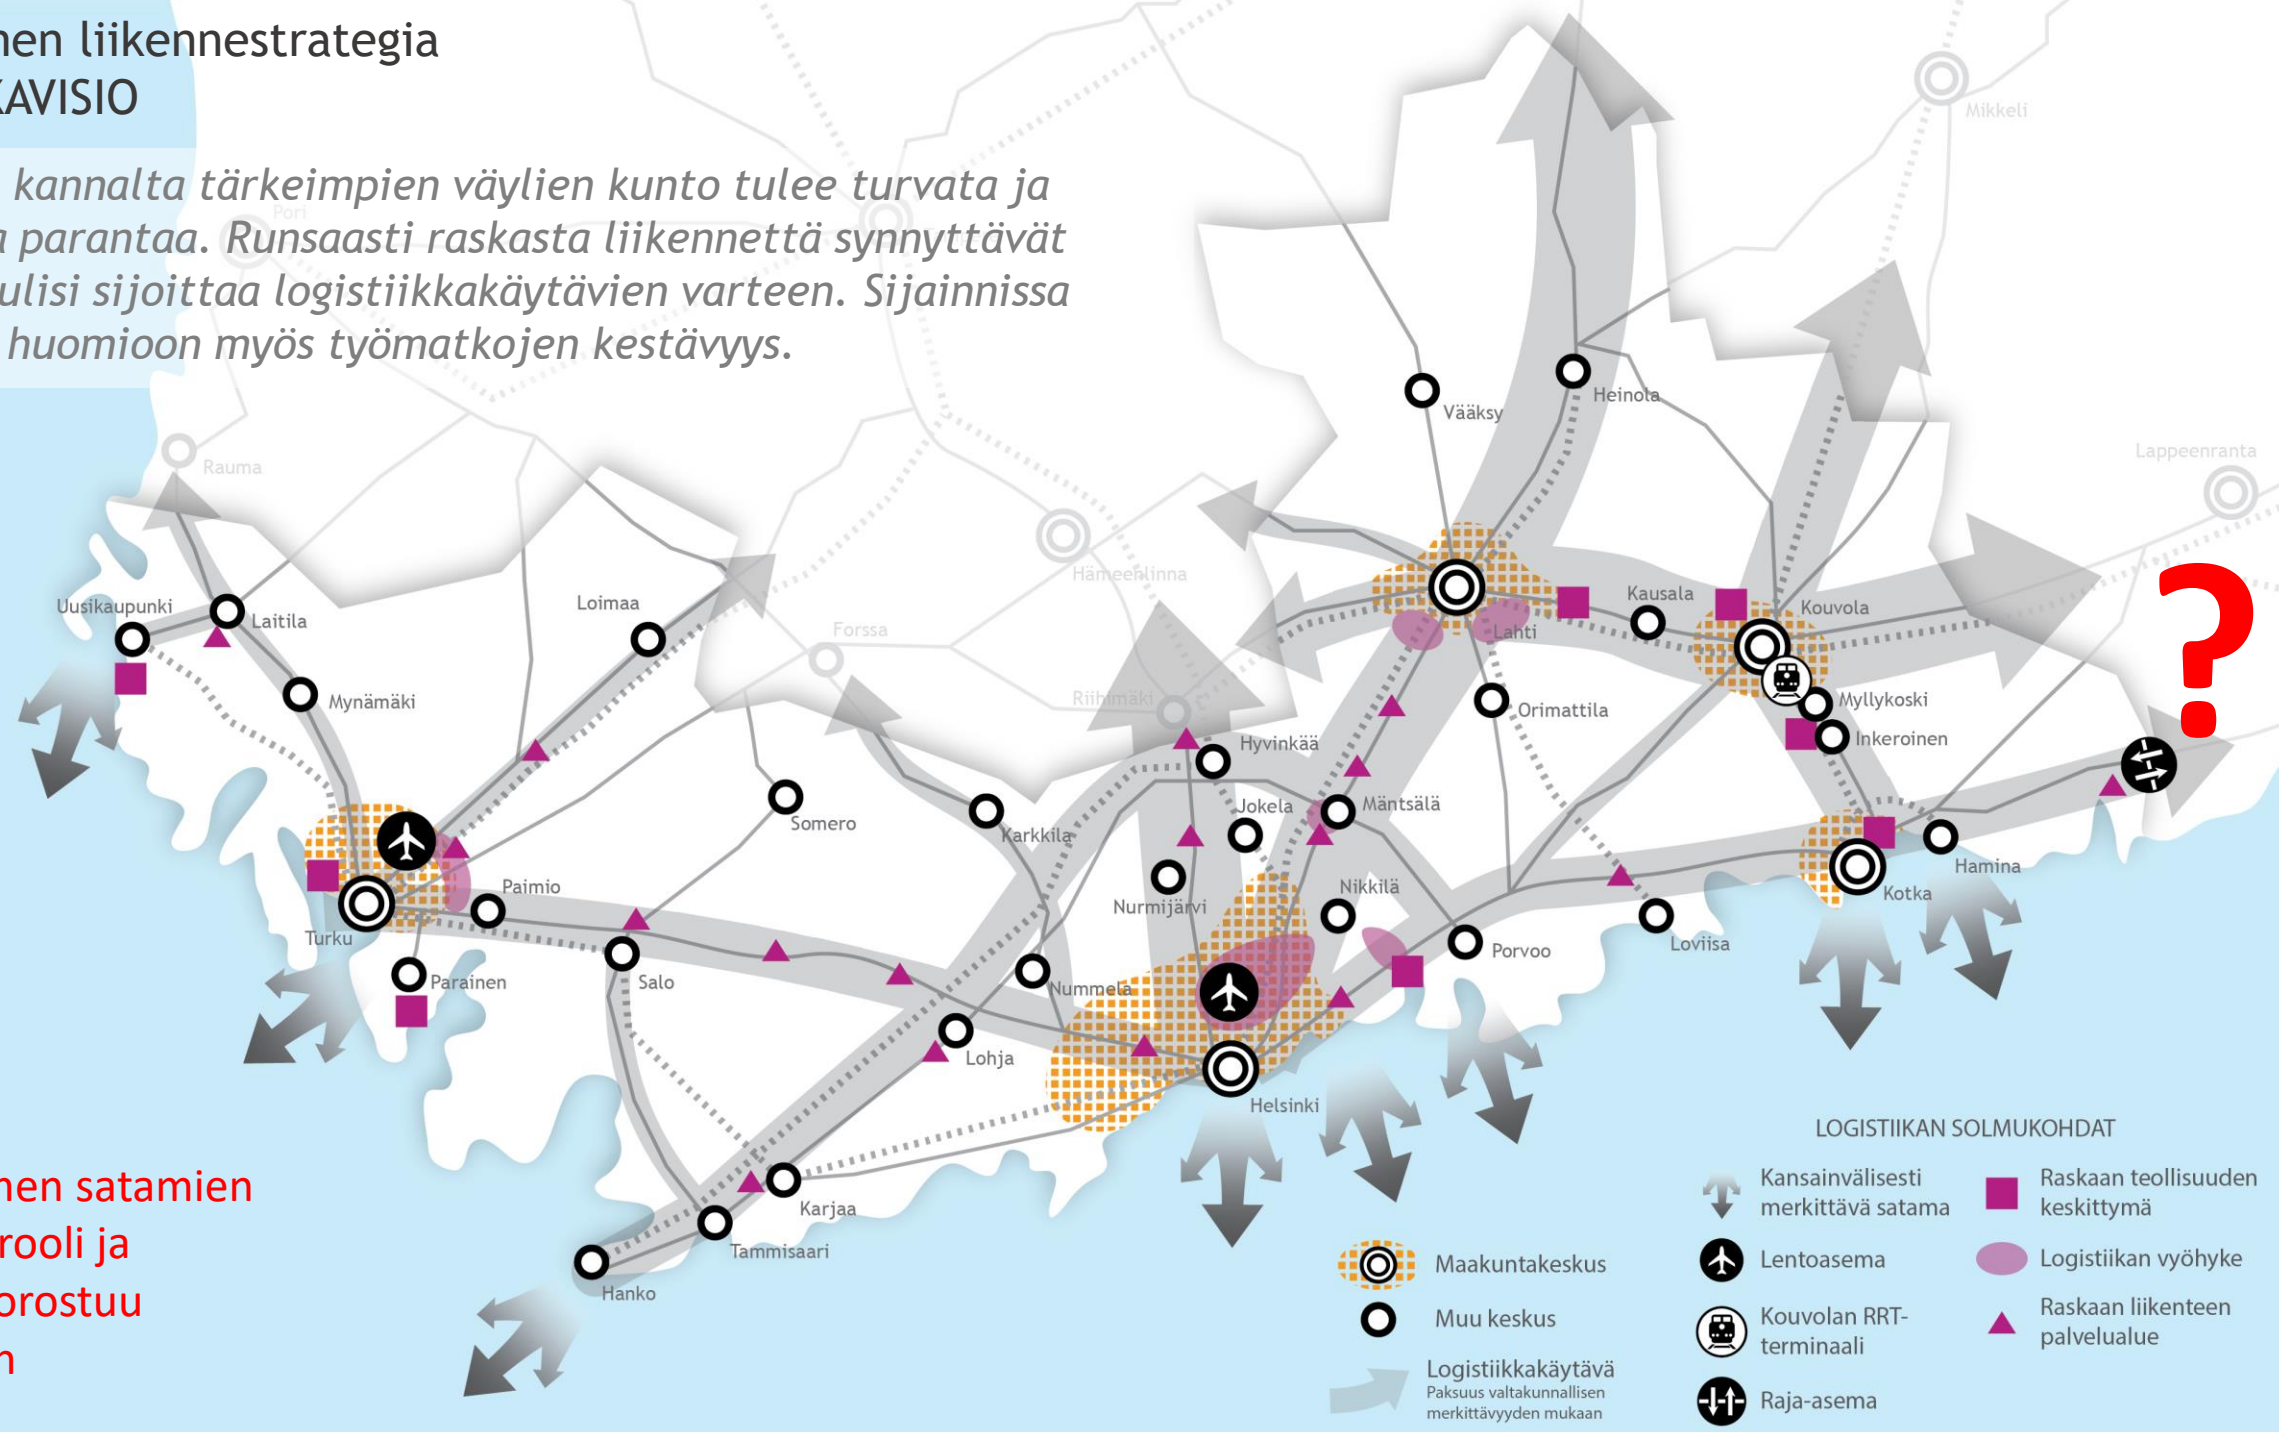 nen liikennestrategia
KAVISIO
kannalta tärkeimpien väylien kunto tulee turvata ja
a parantaa. Runsaasti raskasta liikennettä synnyttävät
ulisi sijoittaa logistiikkakäytävien varteen. Sijainnissa
huomioon myös työmatkojen kestävyys.
Pori
Mikkeli
Rauma
Hämeenlinna
Forssa
Riihimäki
Lappeenranta
Vääksy
Heinola
Uusikaupunki
Laitila
Loimaa
Mynämäki
Lahti
Kausala
Kouvola
?
Orimattila
Myllykoski
Inkeroinen
Hyvinkää
Jokela
Mäntsälä
Somero
Karkkila
Nurmijärvi
Nikkilä
Hamina
Kotka
Paimio
Turku
Parainen
Salo
Nummela
Porvoo
Loviisa
Lohja
Helsinki
Karjaa
Tammisaari
Hanko
nen satamien
rooli ja
orostuu
n
LOGISTIIKAN SOLMUKOHDAT
Maakuntakeskus
Muu keskus
Logistiikkakäytävä
Paksuus valtakunnallisen
merkittävyyden mukaan
Kansainvälisesti
merkittävä satama
Lentoasema
Kouvolan RRT-
terminaali
Raja-asema
Raskaan teollisuuden
keskittymä
Logistiikan vyöhyke
Raskaan liikenteen
palvelualue